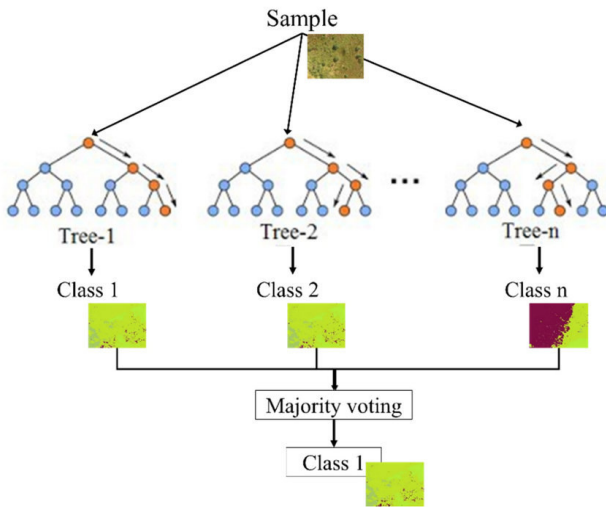 Sample
...
Tree-1
Tree-2
Tree-n
Class 1
Class 2
Class n
Majority voting
Class 1